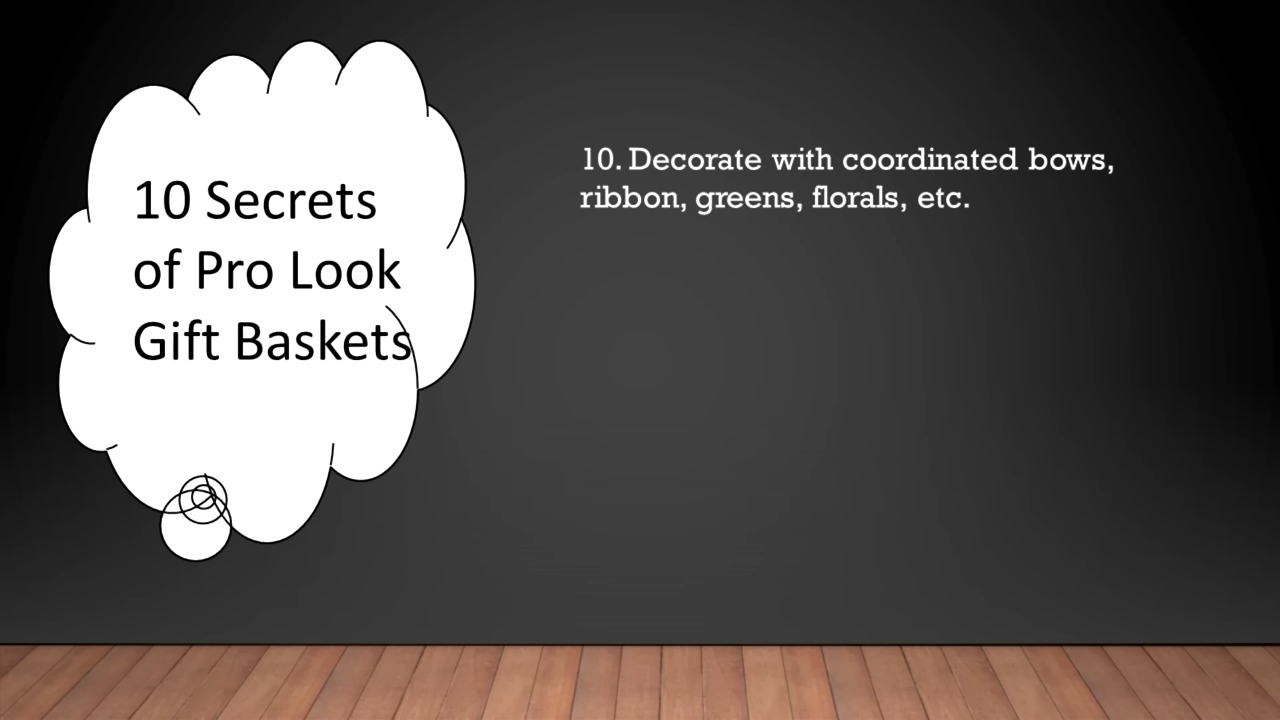 10 Secrets
of Pro Look
Gift Baskets
10. Decorate with coordinated bows,
ribbon, greens, florals, etc.